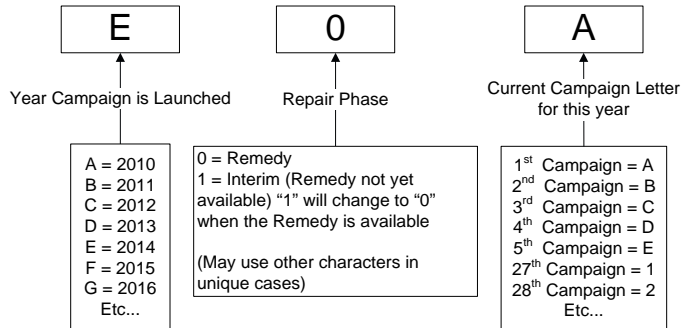 E
0
A
Year Campaign is Launched
Repair Phase
Current Campaign Letter
for this year
A = 2010
B = 2011
C = 2012
D = 2013
E = 2014
F = 2015
G = 2016
Etc...
0 = Remedy
1 = Interim (Remedy not yet
available) “1” will change to “0”
when the Remedy is available
(May use other characters in
unique cases)
1st Campaign = A
2nd Campaign = B
3rd Campaign = C
4th Campaign = D
5th Campaign = E
27th Campaign = 1
28th Campaign = 2
Etc...